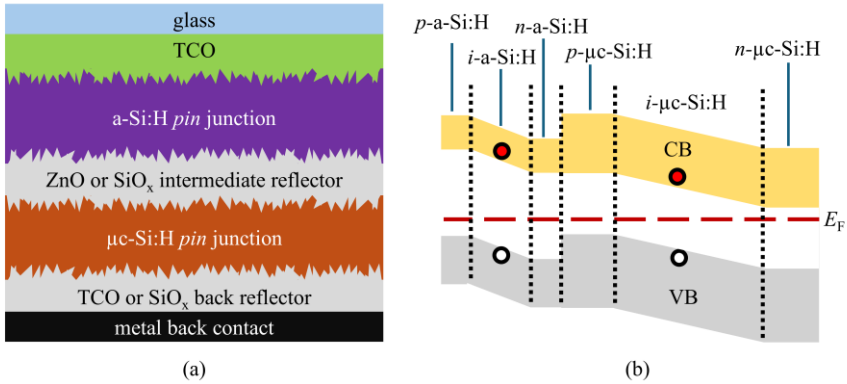 glass
TCO
a-Si:H pin junction
ZnO or SiOx intermediate reflector
µc-Si:H pin junction
TCO or SiOx back reflector
metal back contact
(a)
p-a-Si:H
n-a-Si:H
i-a-Si:H
p-µc-Si:H
n-µc-Si:H
i-µc-Si:H
CB
EF
VB
(b)